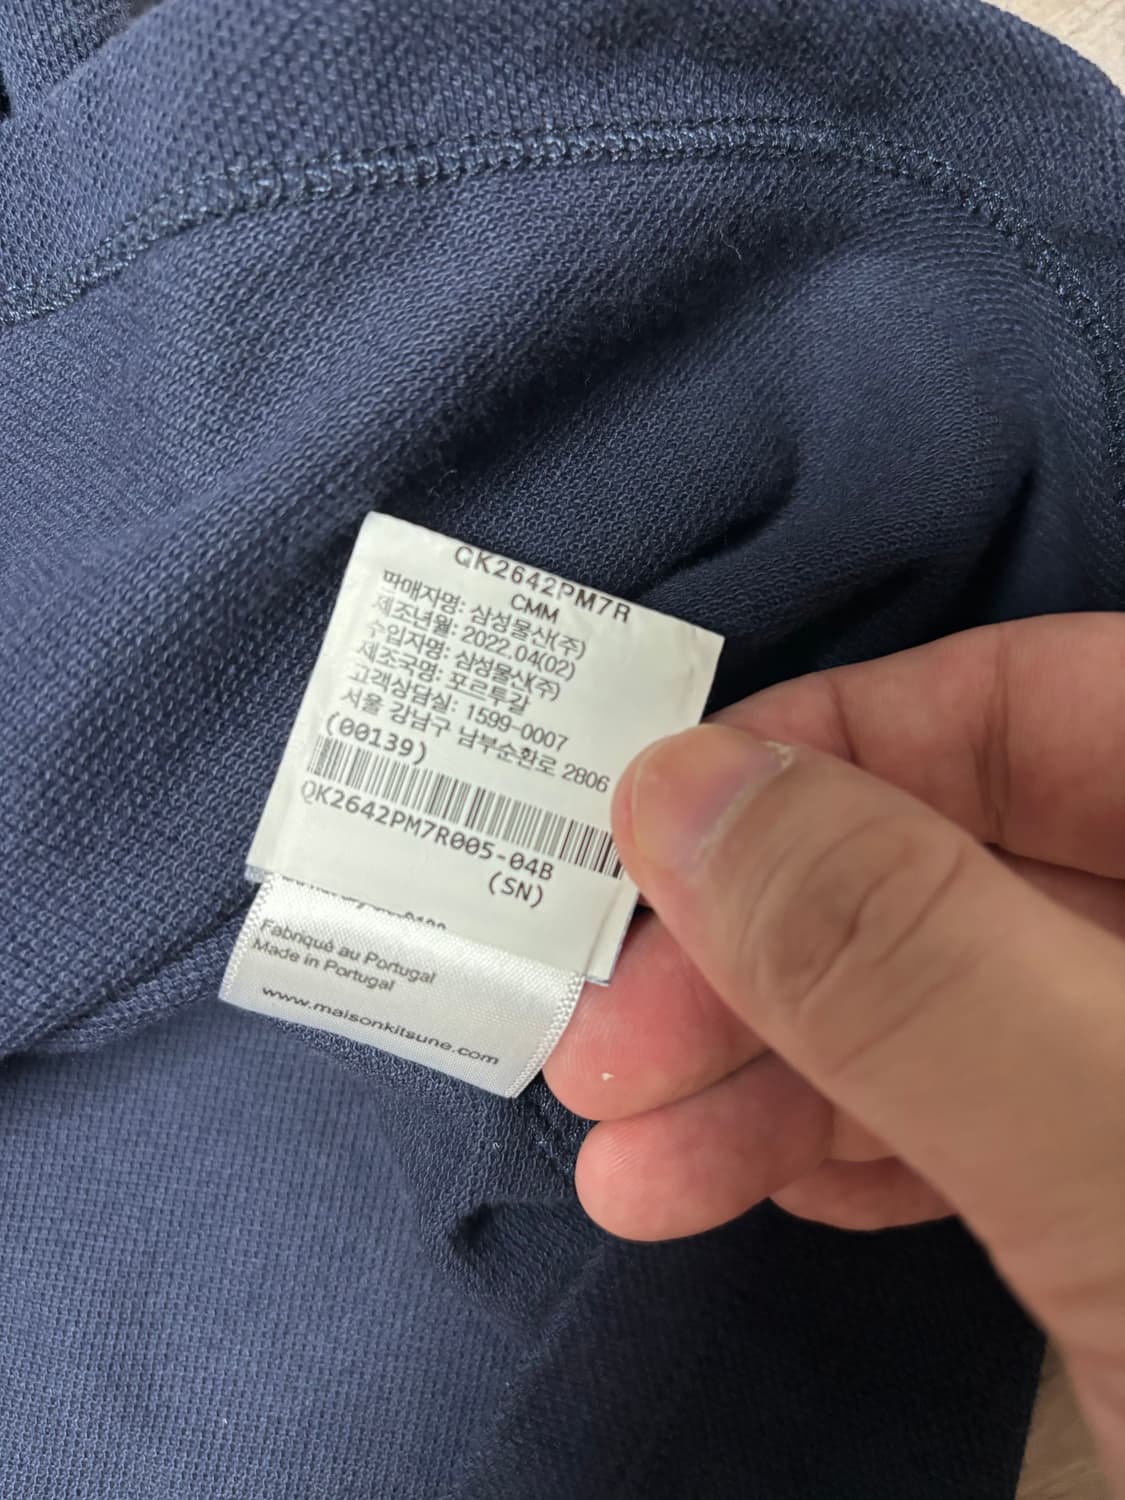 QK2642PM7R
CMM
판매자명: 삼성물산(주)
제조년월: 2022.04(02)
수입자명: 삼성물산(주)
제조국명: 포르투갈
고객상담실: 1599-0007
서울 강남구 남부순환로 2806
(00139)
QK2642PM7R005-04B
(SN)
Fabriqué au Portugal
Made in Portugal
www.maisonkitsune.com